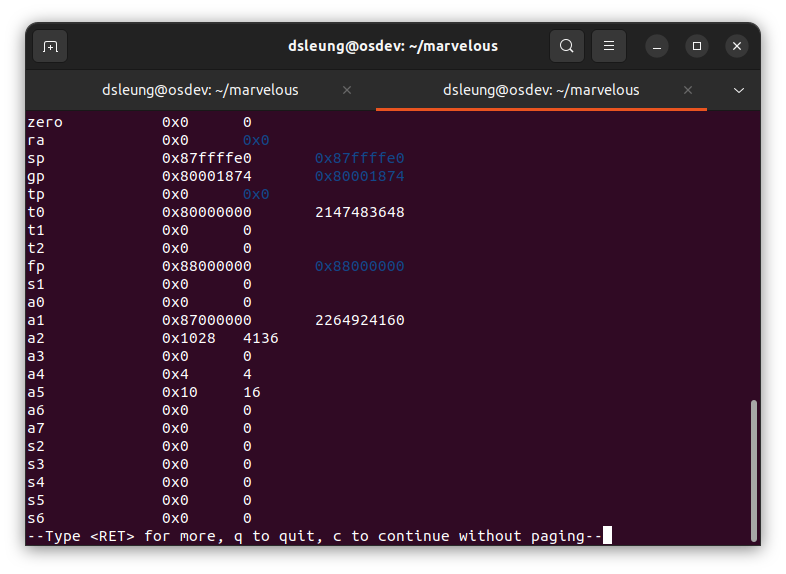 dsleung@osdev: ~/marvelous
dsleung@osdev: ~/marvelous dsleung@osdev: ~/marvelous
zero 0x0 0
ra 0x0 0x0
sp 0x87ffffe0 0x87ffffe0
gp 0x80001874 0x80001874
tp 0x0 0x0
t0 0x80000000 2147483648
t1 0x0 0
t2 0x0 0
fp 0x88000000 0x88000000
s1 0x0 0
a0 0x0 0
a1 0x87000000 2264924160
a2 0x1028 4136
a3 0x0 0
a4 0x4 4
a5 0x10 16
a6 0x0 0
a7 0x0 0
s2 0x0 0
s3 0x0 0
s4 0x0 0
s5 0x0 0
s6 0x0 0
--Type <RET> for more, q to quit, c to continue without paging--